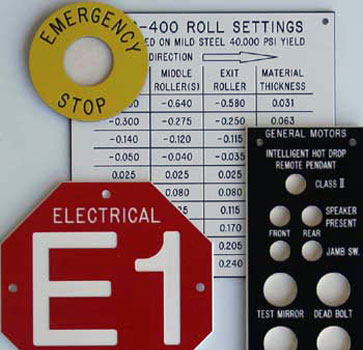 EMERGENCY
STOP
-400 ROLL SETTINGS
ED ON MILD STEEL 40,000 PSI YIELD
DIRECTION
MIDDLE ROLLER(S) EXIT ROLLER MATERIAL THICKNESS
-0.640 -0.580 0.031
-0.300 -0.275 -0.250 0.063
-0.140 -0.120 -0.115
-0.050 -0.040 -0.035
0.025 0.025 0.025
0.080 0.080
0.115
0.170
0.205
0.240
ELECTRICAL
E1
GENERAL MOTORS
INTELLIGENT HOT DROP
REMOTE PENDANT
CLASS II
SPEAKER
PRESENT
FRONT REAR
JAMB SW.
TEST MIRROR DEAD BOLT